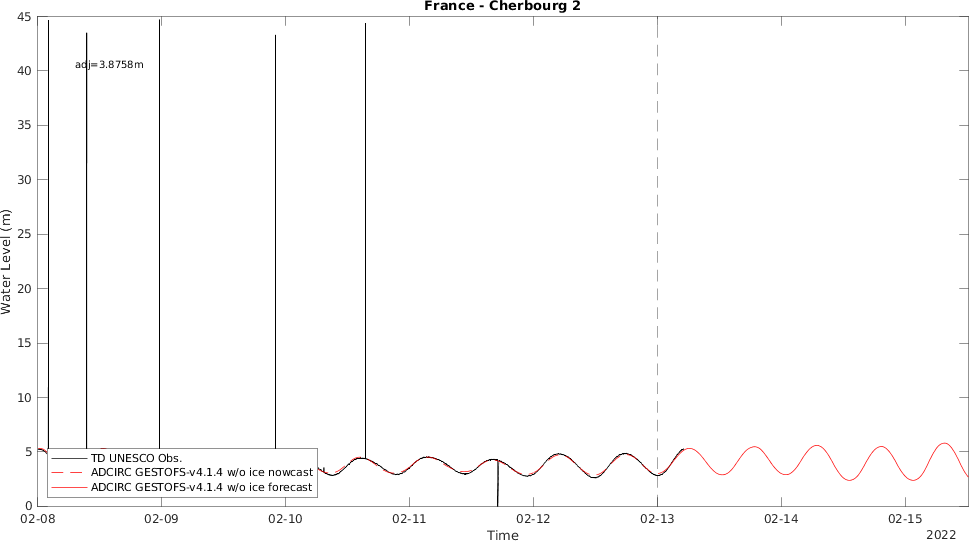 France - Cherbourg 2
45
40
35
30
25
20
15
10
5
0
adj=3.8758m
Water Level (m)
TD UNESCO Obs.
ADCIRC GESTOFS-v4.1.4 w/o ice nowcast
ADCIRC GESTOFS-v4.1.4 w/o ice forecast
02-08 02-09 02-10 02-11 02-12 02-13 02-14 02-15
Time
2022